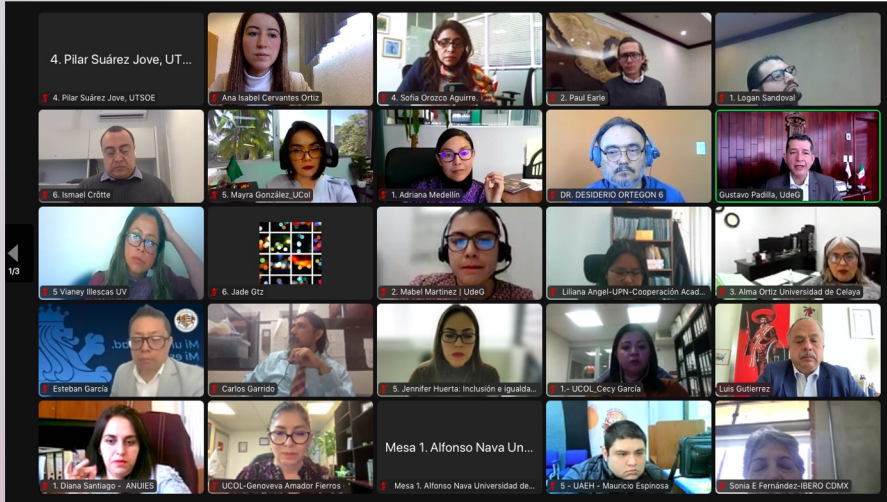 4. Pilar Suárez Jove, UT...
4. Pilar Suárez Jove, UTSOE
Ana Isabel Cervantes Ortiz
4. Sofia Orozco Aguirre.
2. Paul Earle
1. Logan Sandoval
6. Ismael Crôtte
5. Mayra González_UCol
1. Adriana Medellín
DR. DESIDERIO ORTEGON 6
Gustavo Padilla, UdeG
1/3
5 Vianey Illescas UV
6. Jade Gtz
2. Mabel Martinez | UdeG
Liliana Angel-UPN-Cooperación Acad...
3. Alma Ortiz Universidad de Celaya
Esteban García
Carlos Garrido
5. Jennifer Huerta: Inclusión e igualda...
1.- UCOL_Cecy García
Luis Gutierrez
Mesa 1. Alfonso Nava Un...
1. Diana Santiago - ANUIES
UCOL-Genoveva Amador Fierros
Mesa 1. Alfonso Nava Universidad de...
5 - UAEH - Mauricio Espinosa
Sonia E Fernández-IBERO CDMX